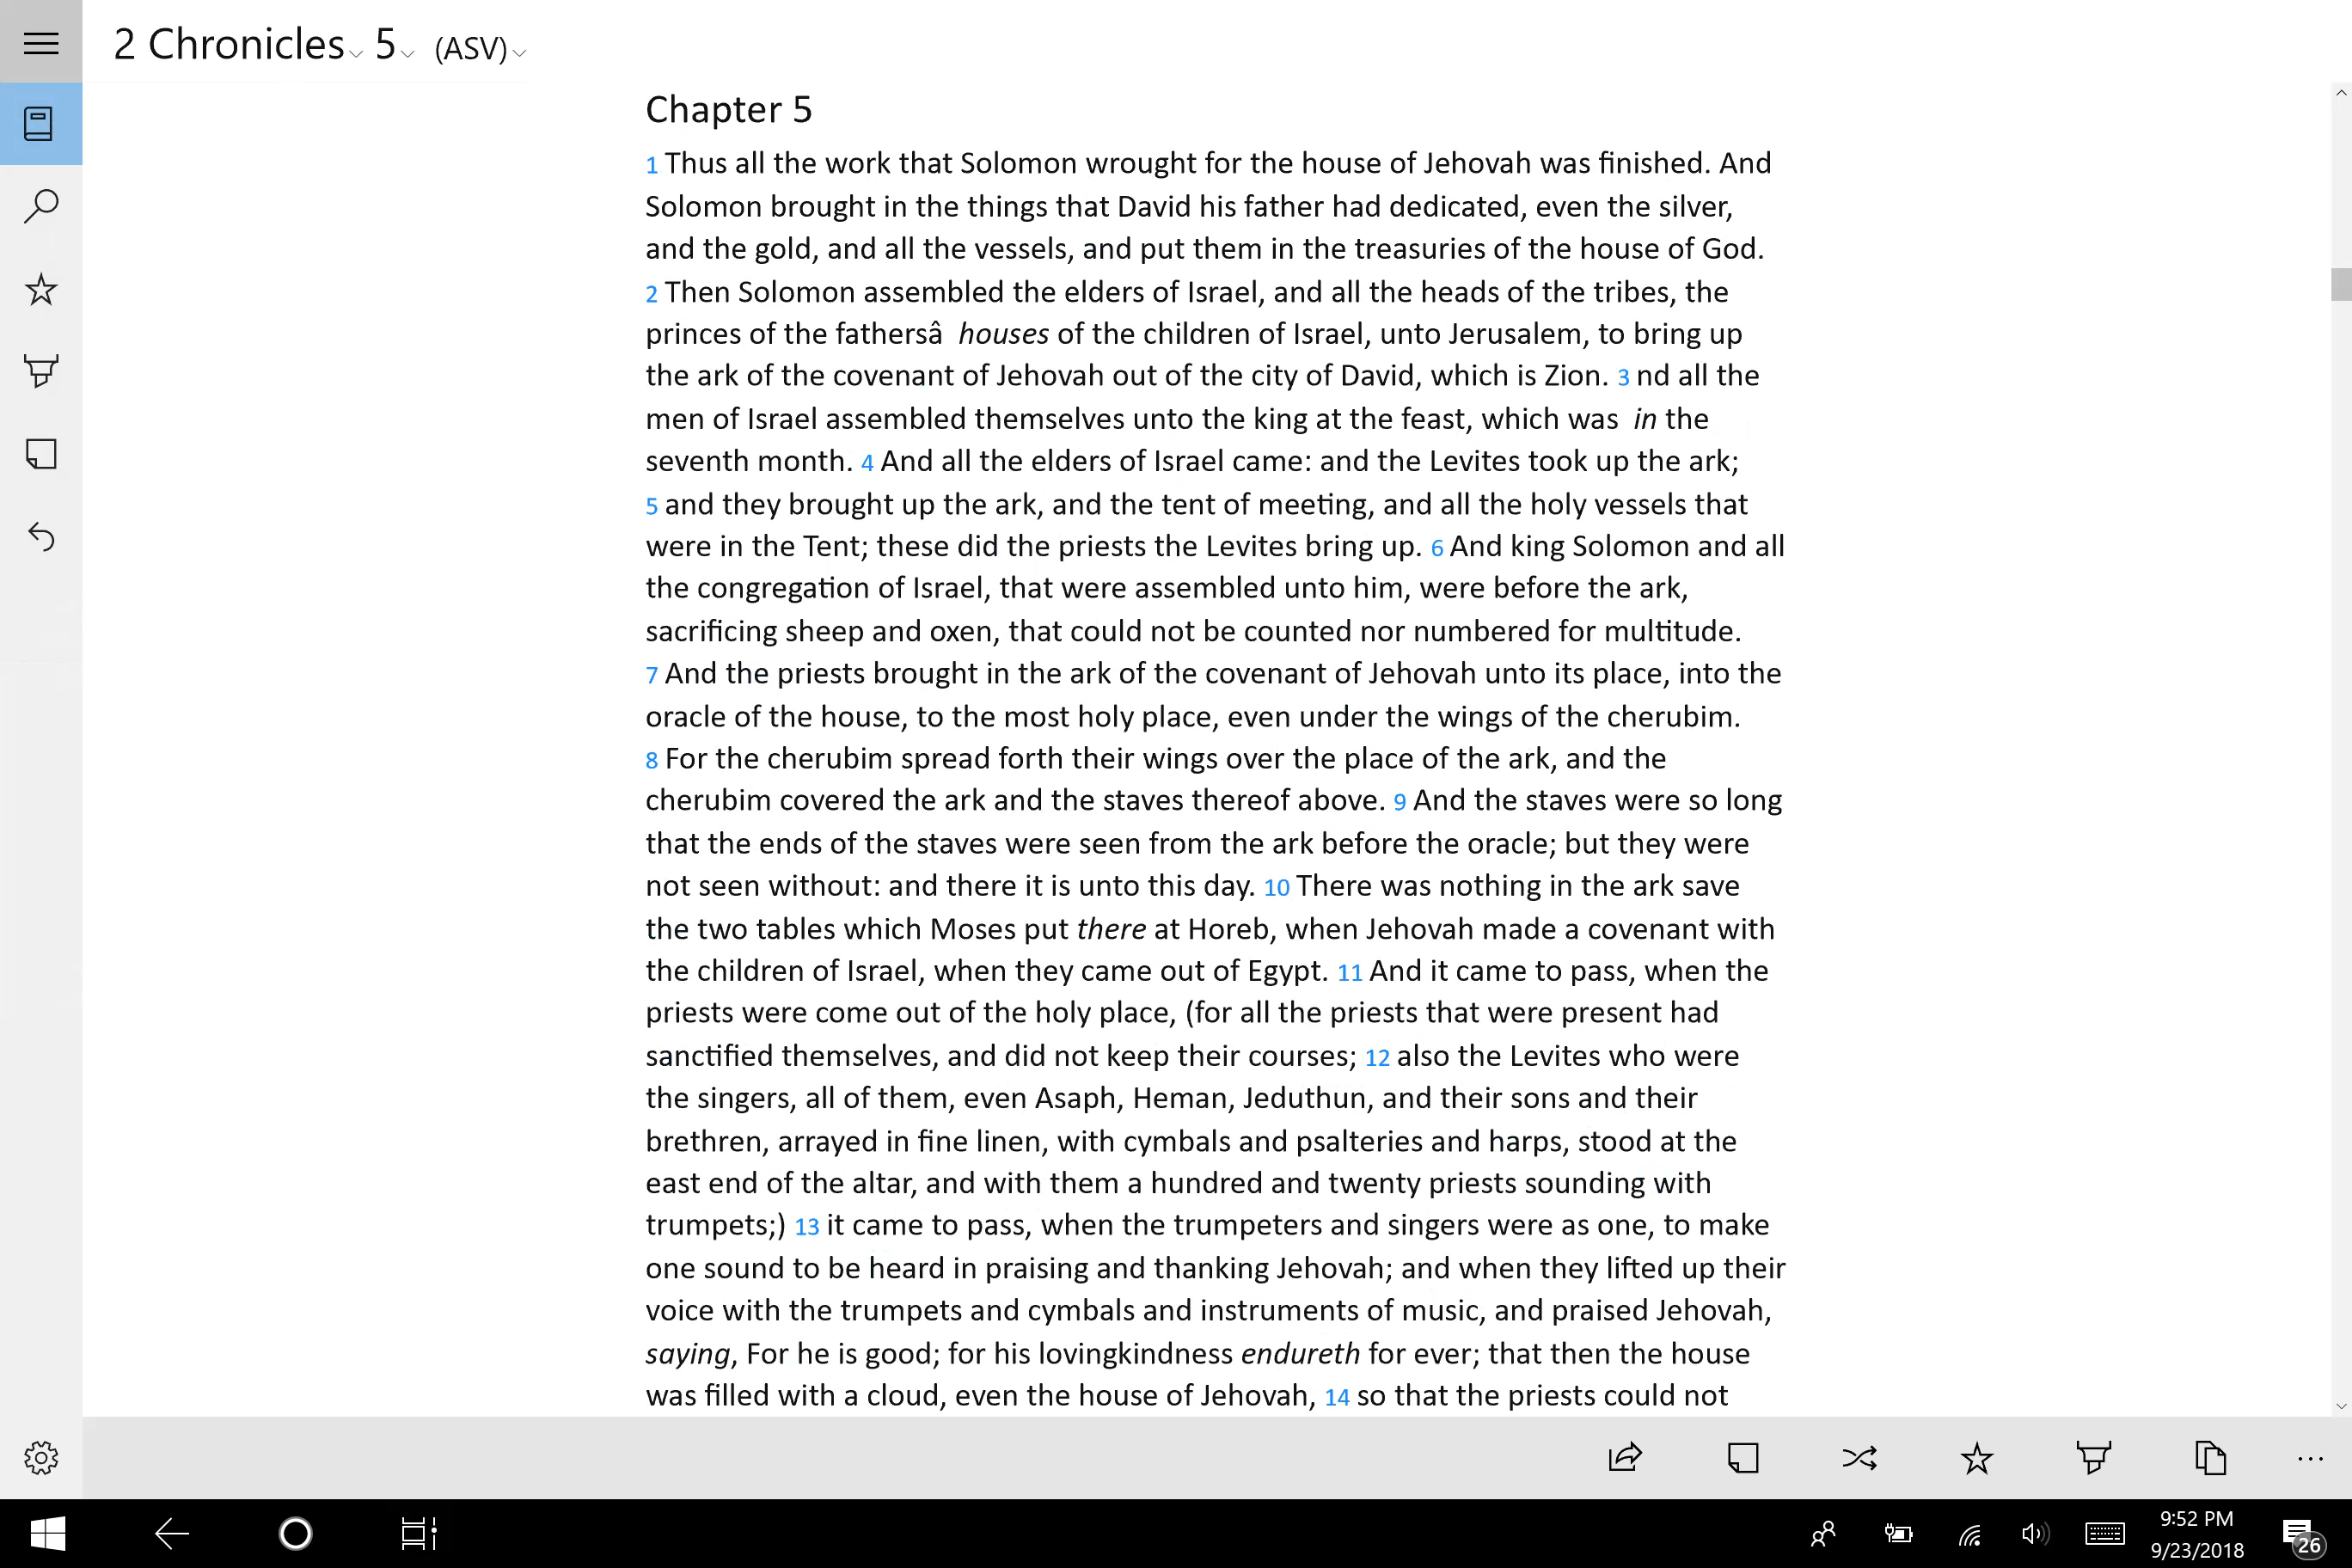 2 Chronicles 5 (ASV)
Chapter 5
1 Thus all the work that Solomon wrought for the house of Jehovah was finished. And
Solomon brought in the things that David his father had dedicated, even the silver,
and the gold, and all the vessels, and put them in the treasuries of the house of God.
2 Then Solomon assembled the elders of Israel, and all the heads of the tribes, the
princes of the fathersâ houses of the children of Israel, unto Jerusalem, to bring up
the ark of the covenant of Jehovah out of the city of David, which is Zion. 3 nd all the
men of Israel assembled themselves unto the king at the feast, which was in the
seventh month. 4 And all the elders of Israel came: and the Levites took up the ark;
5 and they brought up the ark, and the tent of meeting, and all the holy vessels that
were in the Tent; these did the priests the Levites bring up. 6 And king Solomon and all
the congregation of Israel, that were assembled unto him, were before the ark,
sacrificing sheep and oxen, that could not be counted nor numbered for multitude.
7 And the priests brought in the ark of the covenant of Jehovah unto its place, into the
oracle of the house, to the most holy place, even under the wings of the cherubim.
8 For the cherubim spread forth their wings over the place of the ark, and the
cherubim covered the ark and the staves thereof above. 9 And the staves were so long
that the ends of the staves were seen from the ark before the oracle; but they were
not seen without: and there it is unto this day. 10 There was nothing in the ark save
the two tables which Moses put there at Horeb, when Jehovah made a covenant with
the children of Israel, when they came out of Egypt. 11 And it came to pass, when the
priests were come out of the holy place, (for all the priests that were present had
sanctified themselves, and did not keep their courses; 12 also the Levites who were
the singers, all of them, even Asaph, Heman, Jeduthun, and their sons and their
brethren, arrayed in fine linen, with cymbals and psalteries and harps, stood at the
east end of the altar, and with them a hundred and twenty priests sounding with
trumpets;) 13 it came to pass, when the trumpeters and singers were as one, to make
one sound to be heard in praising and thanking Jehovah; and when they lifted up their
voice with the trumpets and cymbals and instruments of music, and praised Jehovah,
saying, For he is good; for his lovingkindness endureth for ever; that then the house
was filled with a cloud, even the house of Jehovah, 14 so that the priests could not
9:52 PM
9/23/2018
26